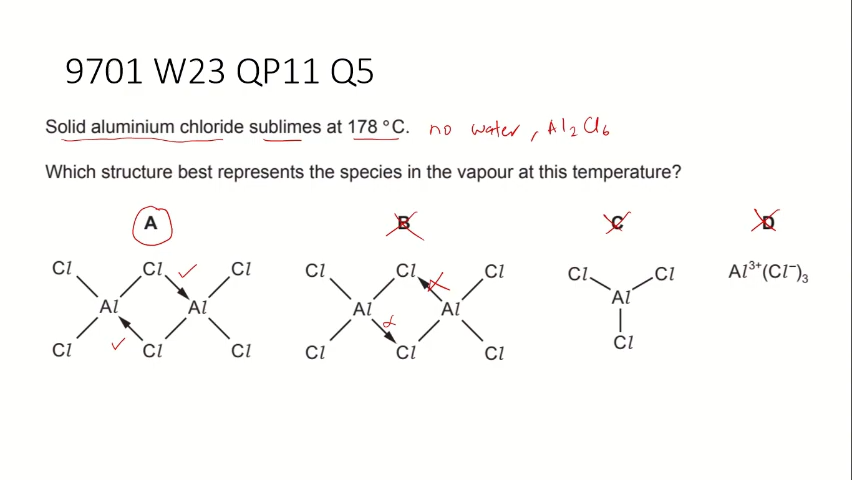 9701 W23 QP11 Q5
Solid aluminium chloride sublimes at 178 °C. no water, Al₂Cl₆
Which structure best represents the species in the vapour at this temperature?
A B C D
Cl Cl Cl Cl Cl Cl Cl Cl Al³⁺(Cl⁻)₃
Al Al Al Al Al
Cl Cl Cl Cl Cl Cl Cl